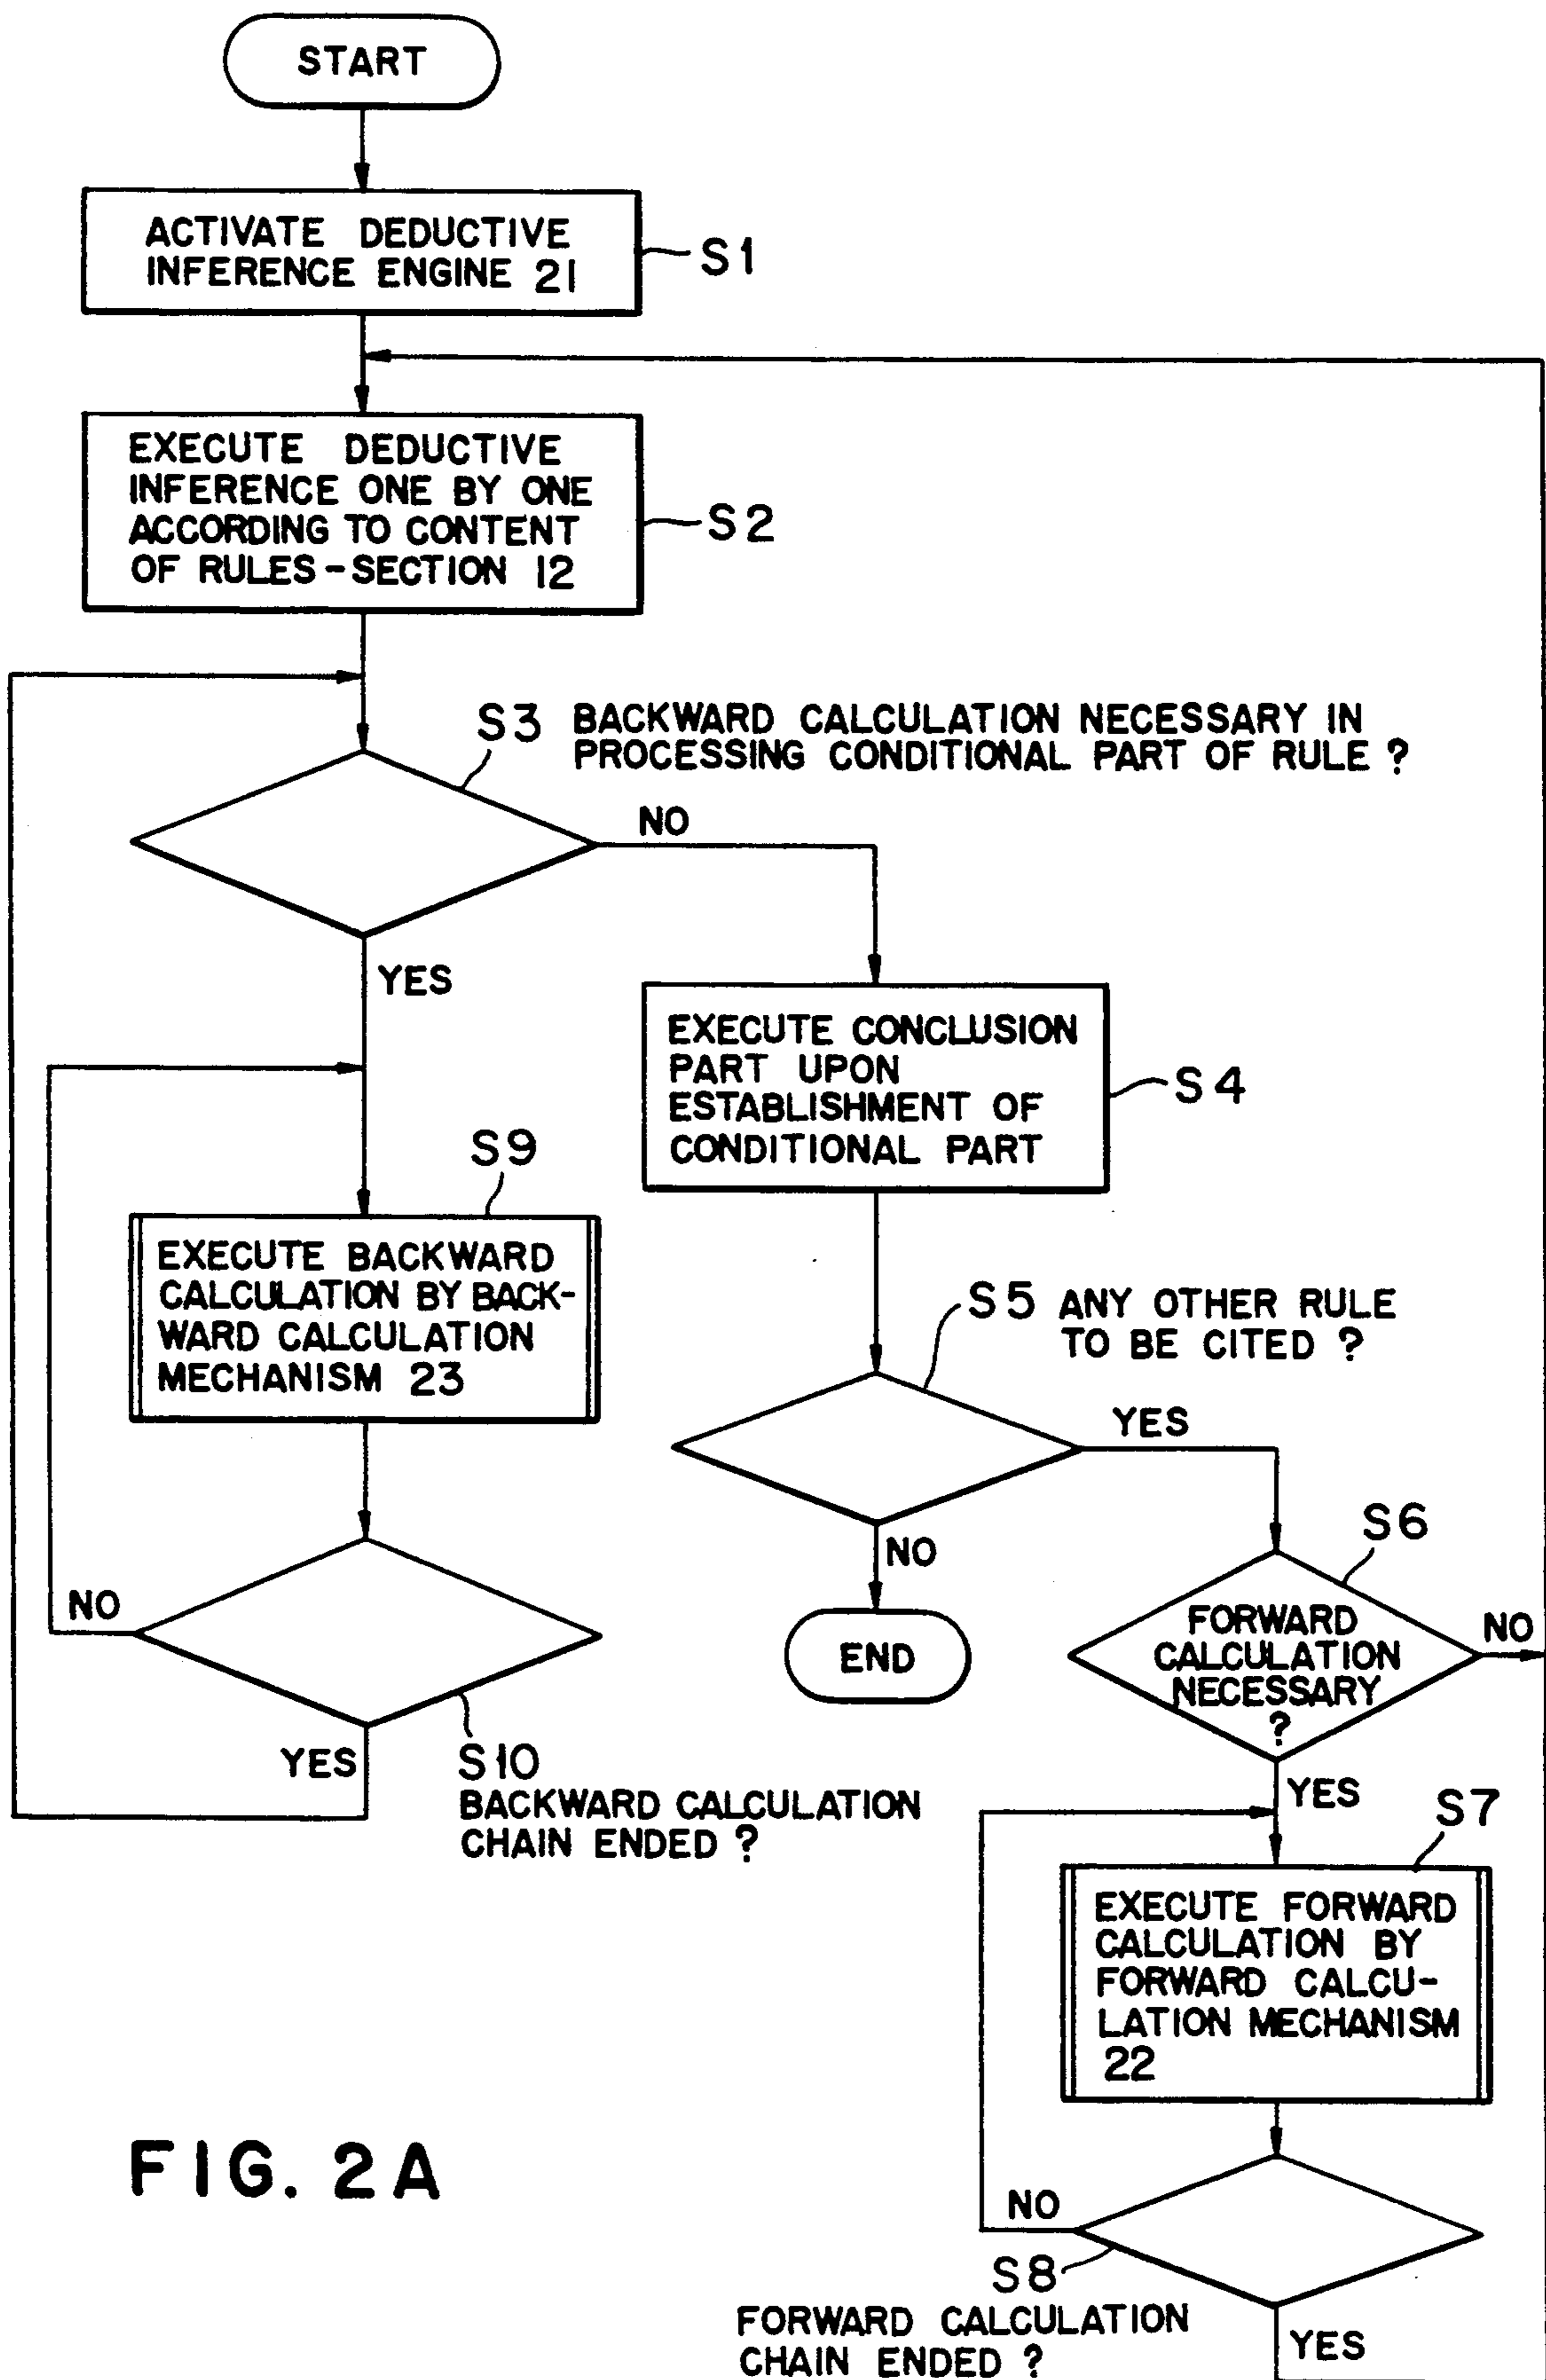 START
ACTIVATE DEDUCTIVE
INFERENCE ENGINE 21
S1
EXECUTE DEDUCTIVE
INFERENCE ONE BY ONE
ACCORDING TO CONTENT
OF RULES-SECTION 12
S2
S3 BACKWARD CALCULATION NECESSARY IN
PROCESSING CONDITIONAL PART OF RULE ?
NO
YES
EXECUTE CONCLUSION
PART UPON
ESTABLISHMENT OF
CONDITIONAL PART
S4
S9
EXECUTE BACKWARD
CALCULATION BY BACK-
WARD CALCULATION
MECHANISM 23
S5 ANY OTHER RULE
TO BE CITED ?
YES
NO
END
S6
FORWARD
CALCULATION
NECESSARY
?
NO
YES
NO
YES
S10
BACKWARD CALCULATION
CHAIN ENDED ?
S7
EXECUTE FORWARD
CALCULATION BY
FORWARD CALCU-
LATION MECHANISM
22
NO
S8
FORWARD CALCULATION
CHAIN ENDED ?
YES
FIG. 2A